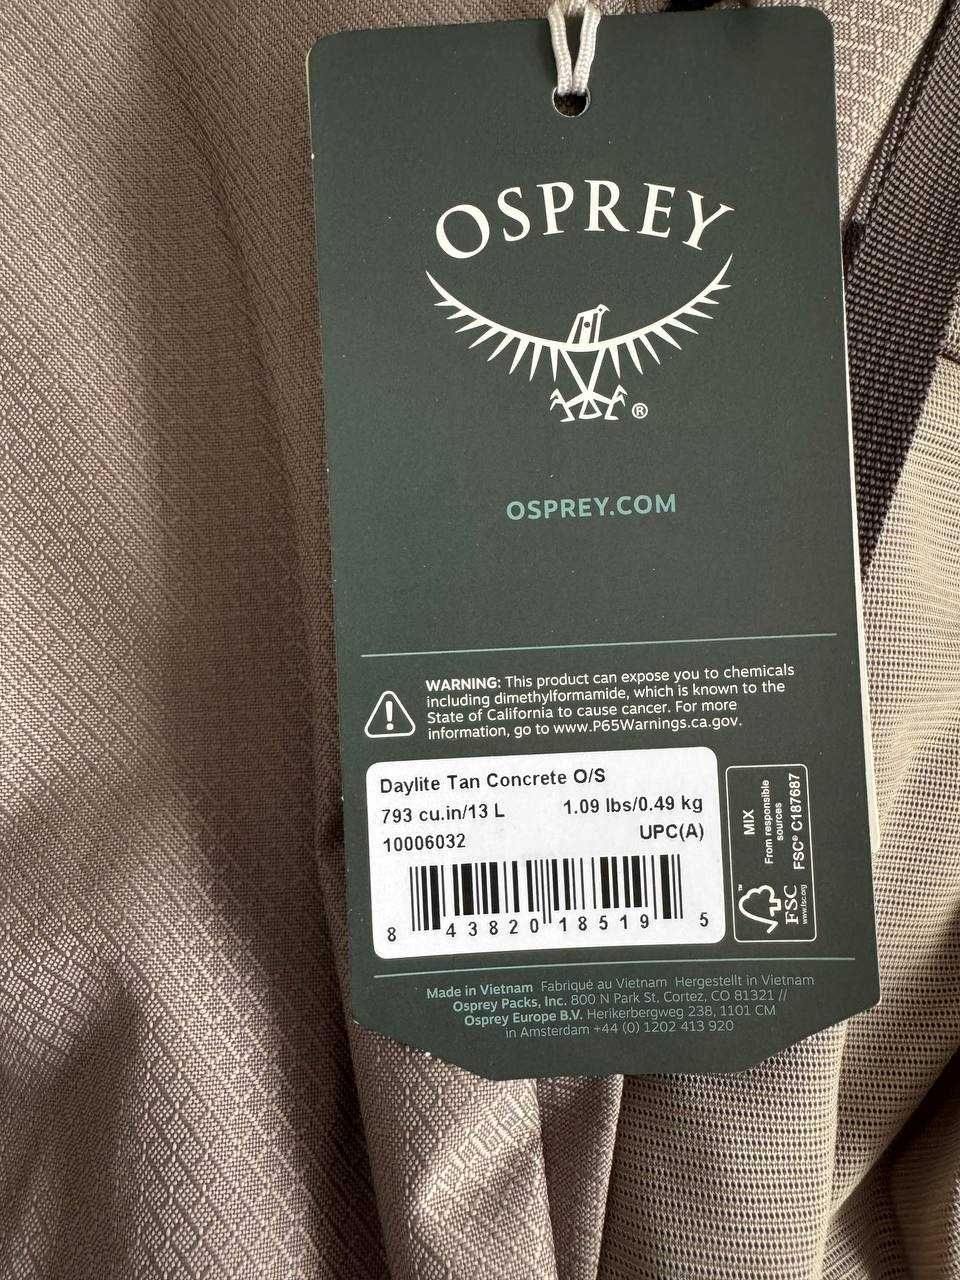 OSPREY
®
OSPREY.COM
WARNING: This product can expose you to chemicals
including dimethylformamide, which is known to the
State of California to cause cancer. For more
information, go to www.P65Warnings.ca.gov.
Daylite Tan Concrete O/S
793 cu.in/13 L 1.09 lbs/0.49 kg
10006032 UPC(A)
8 43820 18519 5
MIX
From responsible
sources
FSC® C187687
™
FSC
www.fsc.org
Made in Vietnam Fabriqué au Vietnam Hergestellt in Vietnam
Osprey Packs, Inc. 800 N Park St, Cortez, CO 81321 //
Osprey Europe B.V. Herikerbergweg 238, 1101 CM
in Amsterdam +44 (0) 1202 413 920